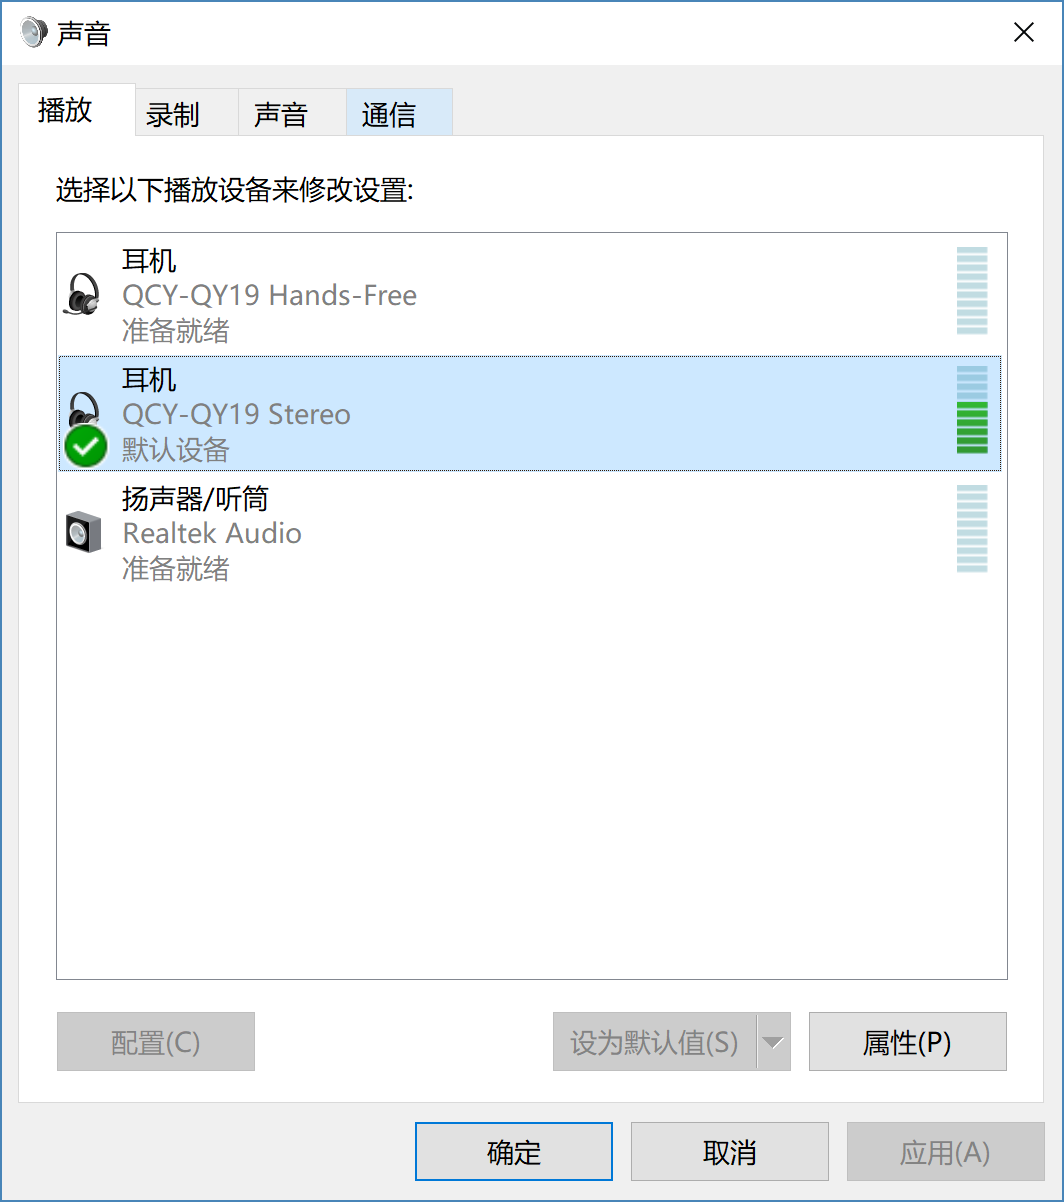 声音
播放
录制
声音
通信
选择以下播放设备来修改设置:
耳机
QCY-QY19 Hands-Free
准备就绪
耳机
QCY-QY19 Stereo
默认设备
扬声器/听筒
Realtek Audio
准备就绪
配置(C)
设为默认值(S)
属性(P)
确定
取消
应用(A)